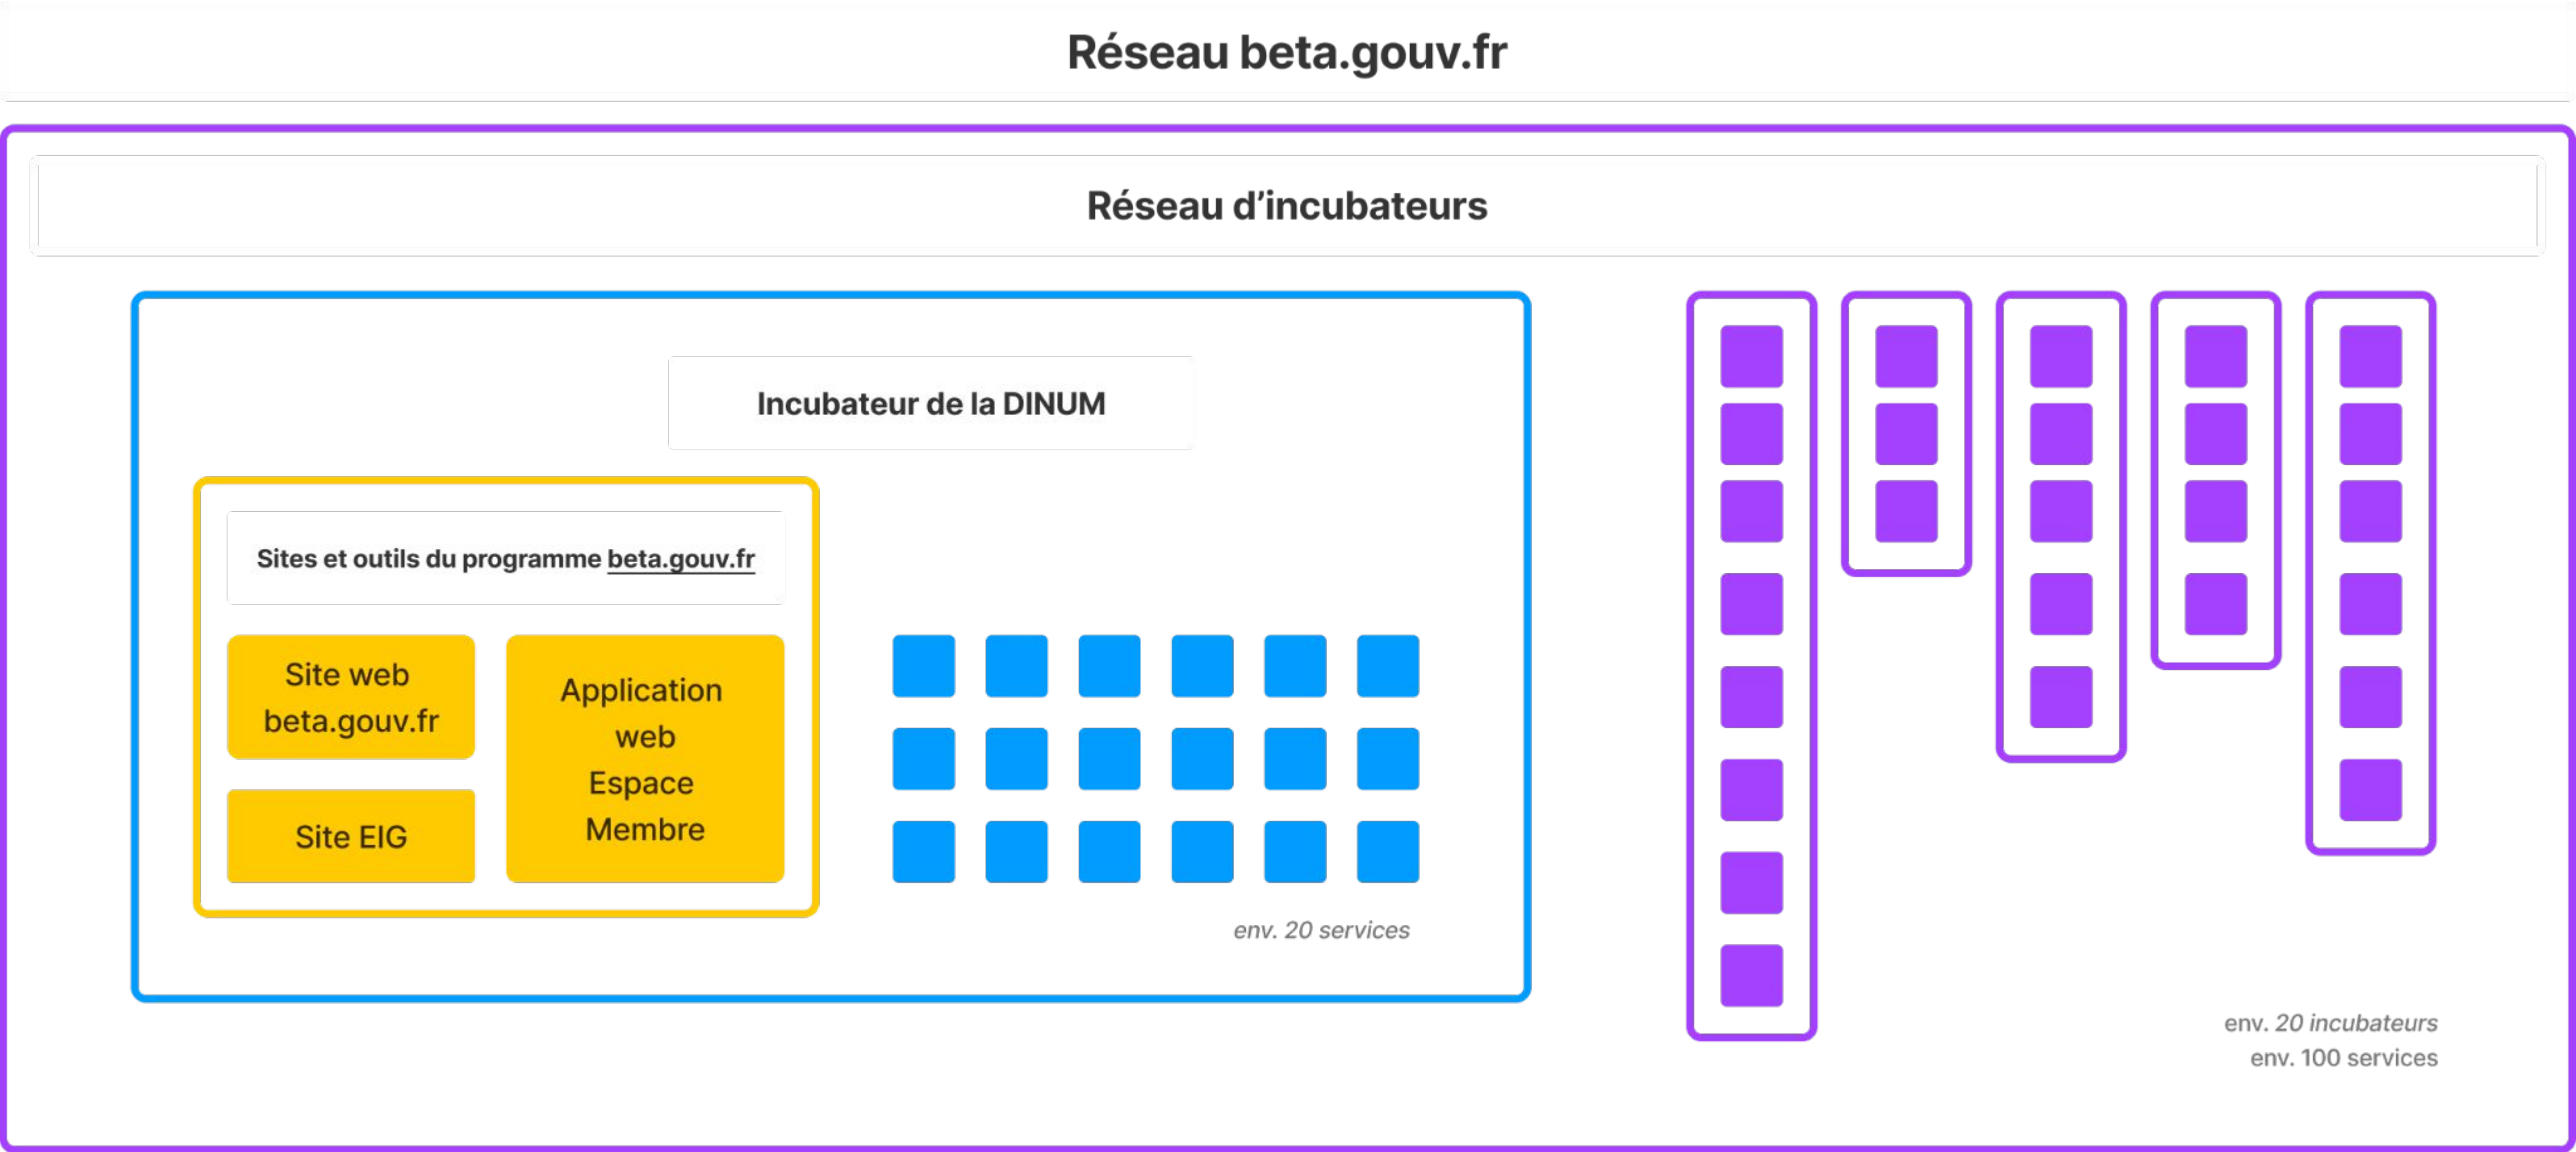 Réseau beta.gouv.fr
Réseau d’incubateurs
Incubateur de la DINUM
Sites et outils du programme beta.gouv.fr
Site web
beta.gouv.fr
Site EIG
Application
web
Espace
Membre
env. 20 services
env. 20 incubateurs
env. 100 services